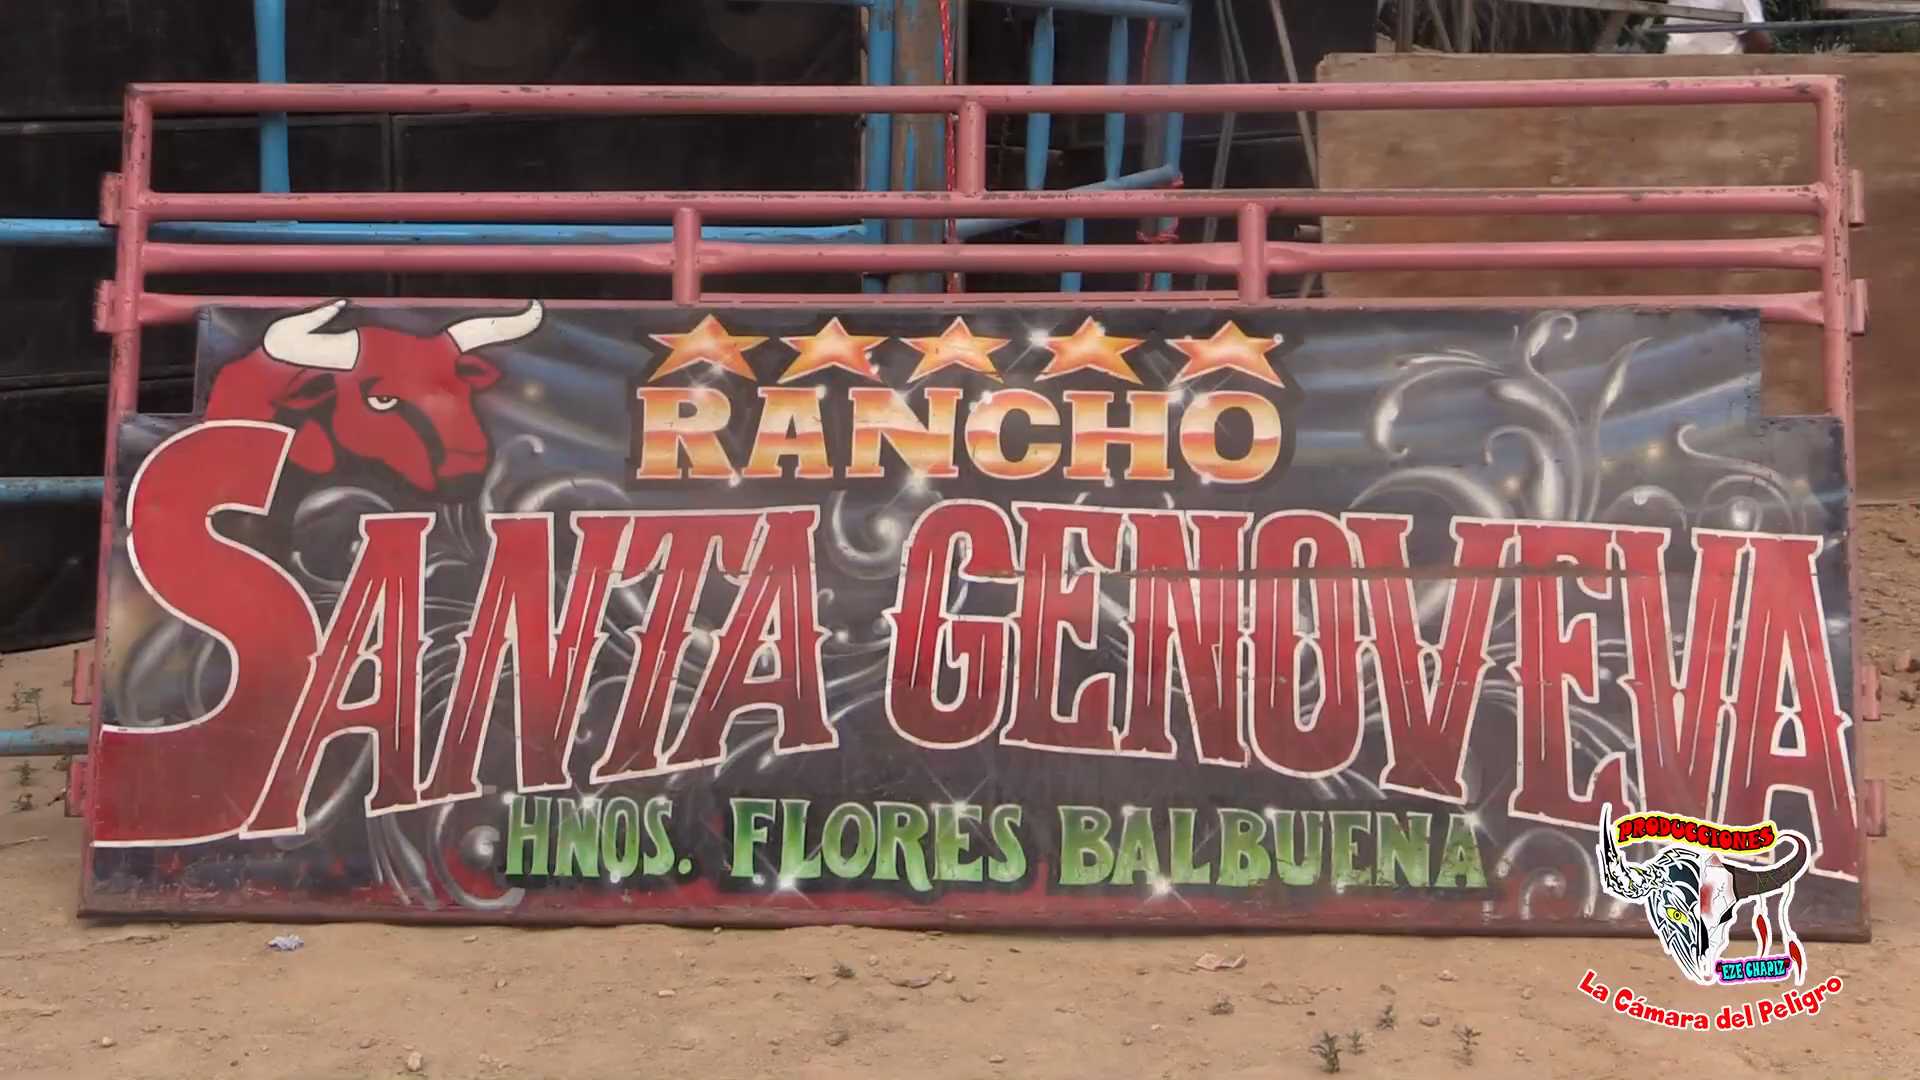 RANCHO
SANTA GENOVEVA
HNOS. FLORES BALBUENA
PRODUCCIONES
"EZE CHAPIZ"
La Cámara del Peligro